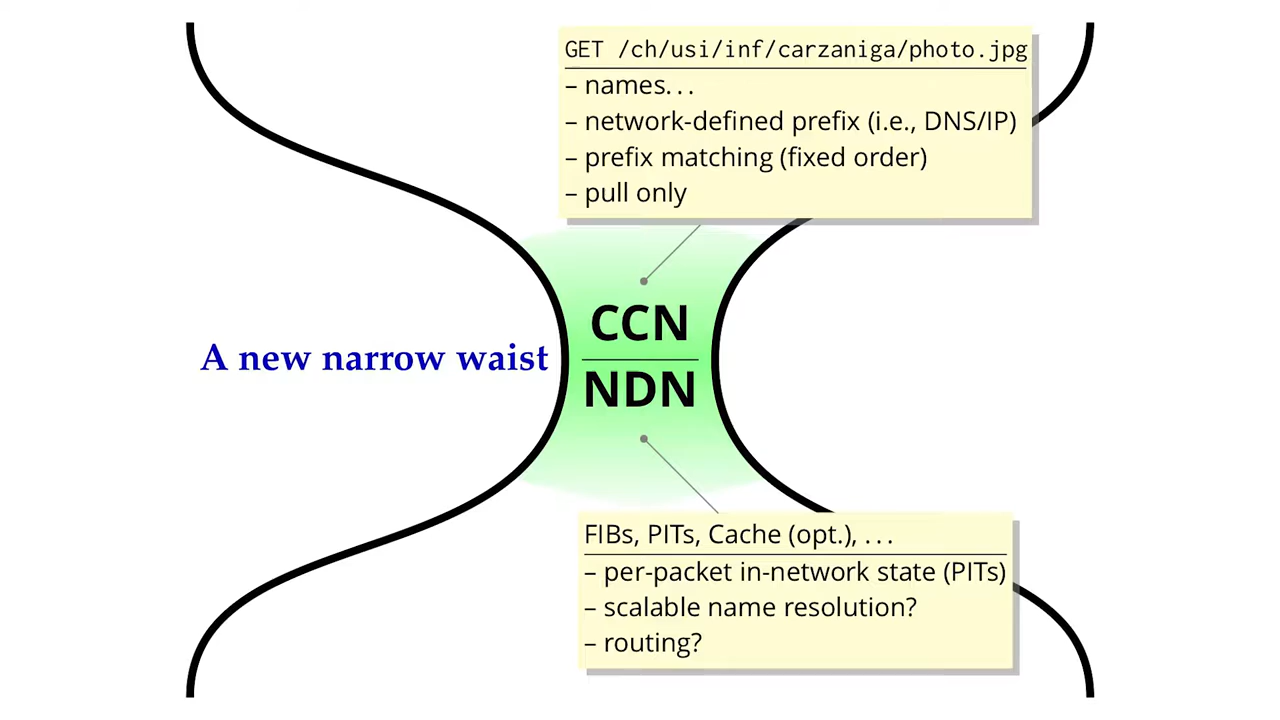 GET /ch/usi/inf/carzaniga/photo.jpg
– names...
– network-defined prefix (i.e., DNS/IP)
– prefix matching (fixed order)
– pull only
CCN
A new narrow waist
NDN
FIBs, PITs, Cache (opt.), ...
– per-packet in-network state (PITs)
– scalable name resolution?
– routing?